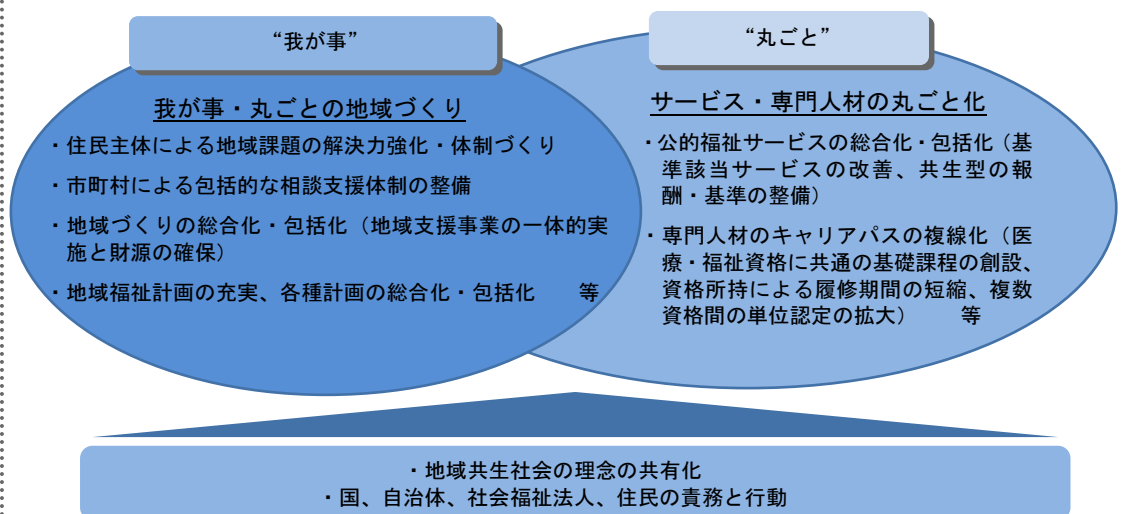 “我が事”
我が事・丸ごとの地域づくり
・住民主体による地域課題の解決力強化・体制づくり
・市町村による包括的な相談支援体制の整備
・地域づくりの総合化・包括化（地域支援事業の一体的実
施と財源の確保）
・地域福祉計画の充実、各種計画の総合化・包括化　　等
“丸ごと”
サービス・専門人材の丸ごと化
・公的福祉サービスの総合化・包括化（基
準該当サービスの改善、共生型の報
酬・基準の整備）
・専門人材のキャリアパスの複線化（医
療・福祉資格に共通の基礎課程の創設、
資格所持による履修期間の短縮、複数
資格間の単位認定の拡大）　　等
・地域共生社会の理念の共有化
・国、自治体、社会福祉法人、住民の責務と行動